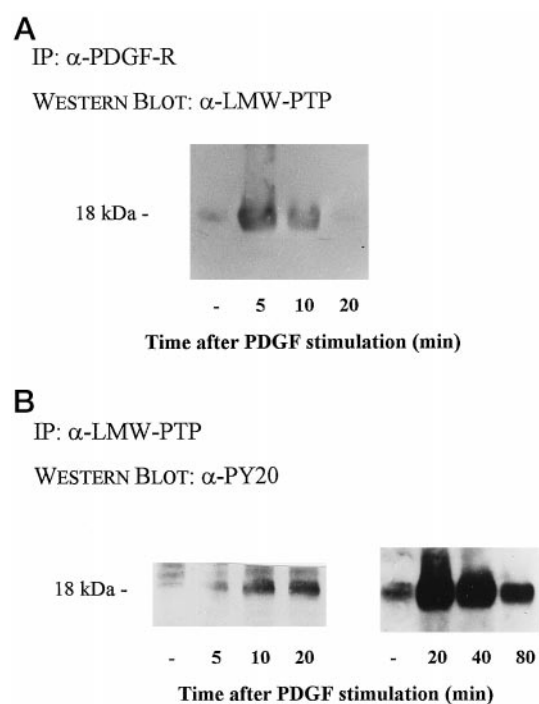 A
IP: α-PDGF-R
WESTERN BLOT: α-LMW-PTP
18 kDa -
- 5 10 20
Time after PDGF stimulation (min)
B
IP: α-LMW-PTP
WESTERN BLOT: α-PY20
18 kDa -
- 5 10 20 - 20 40 80
Time after PDGF stimulation (min)